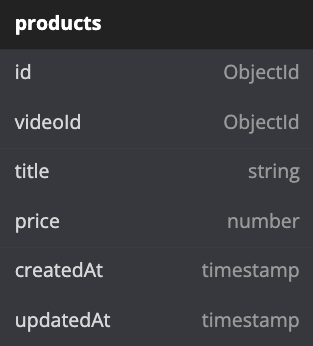 products
id ObjectId
videoId ObjectId
title string
price number
createdAt timestamp
updatedAt timestamp